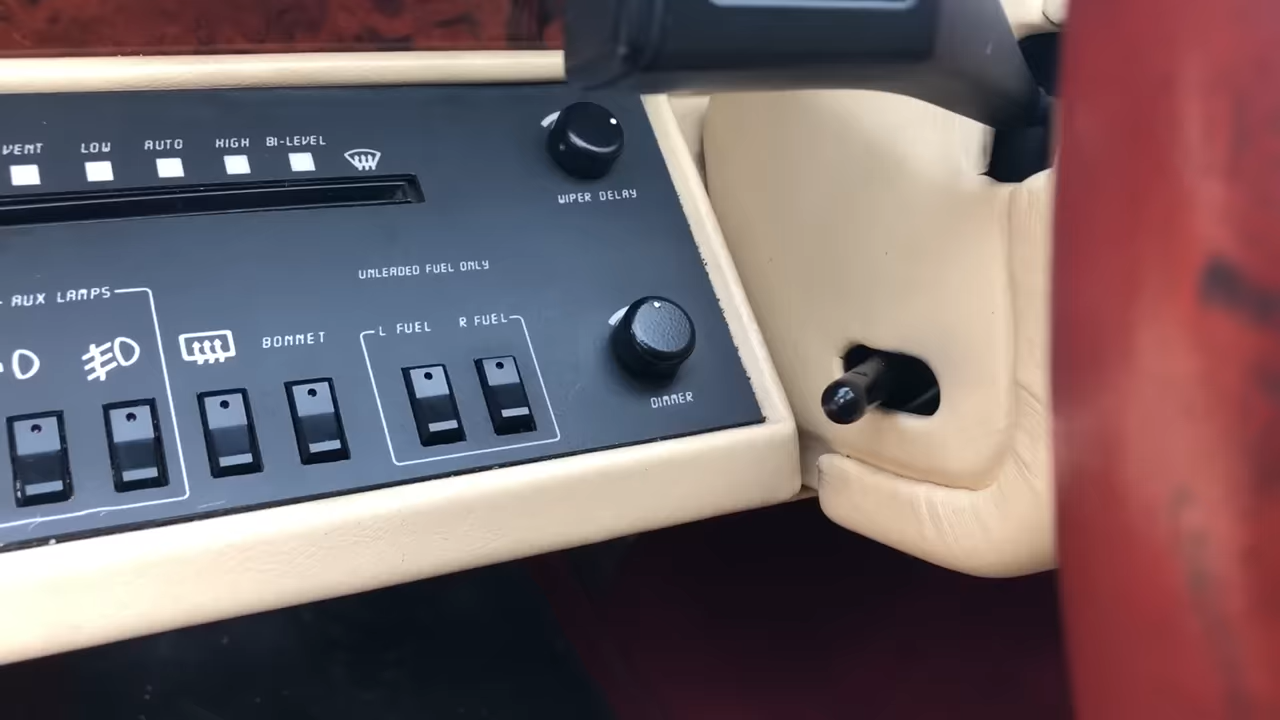 VENT LOW AUTO HIGH BI-LEVEL
WIPER DELAY
UNLEADED FUEL ONLY
AUX LAMPS
BONNET
L FUEL R FUEL
DIMMER